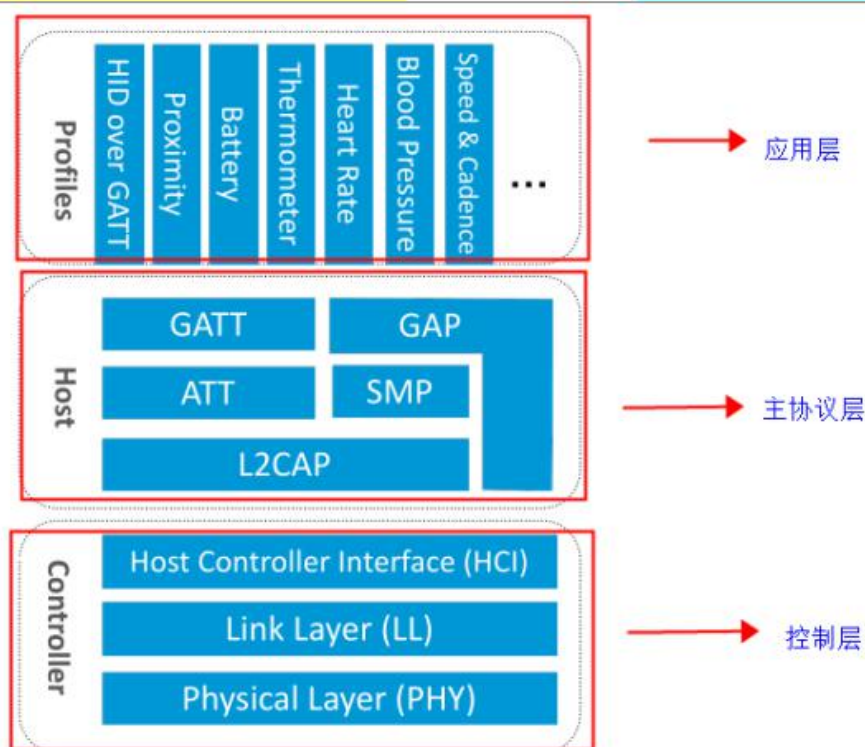 Profiles
HID over GATT
Proximity
Battery
Thermometer
Heart Rate
Blood Pressure
Speed & Cadence
...
应用层
Host
GATT
GAP
ATT
SMP
L2CAP
主协议层
Controller
Host Controller Interface (HCI)
Link Layer (LL)
Physical Layer (PHY)
控制层